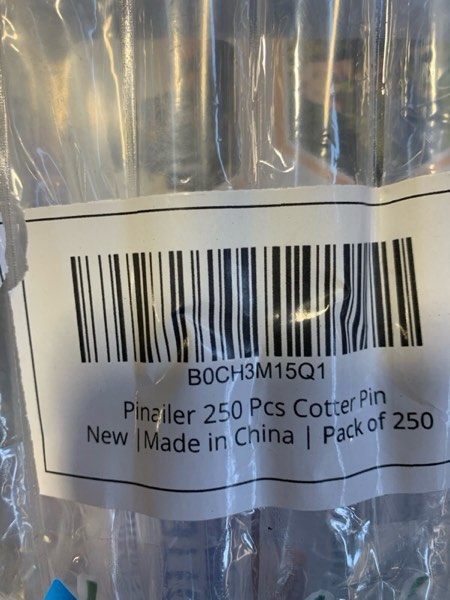 B0CH3M15Q1
Pinailer 250 Pcs Cotter Pin
New |Made in China | Pack of 250